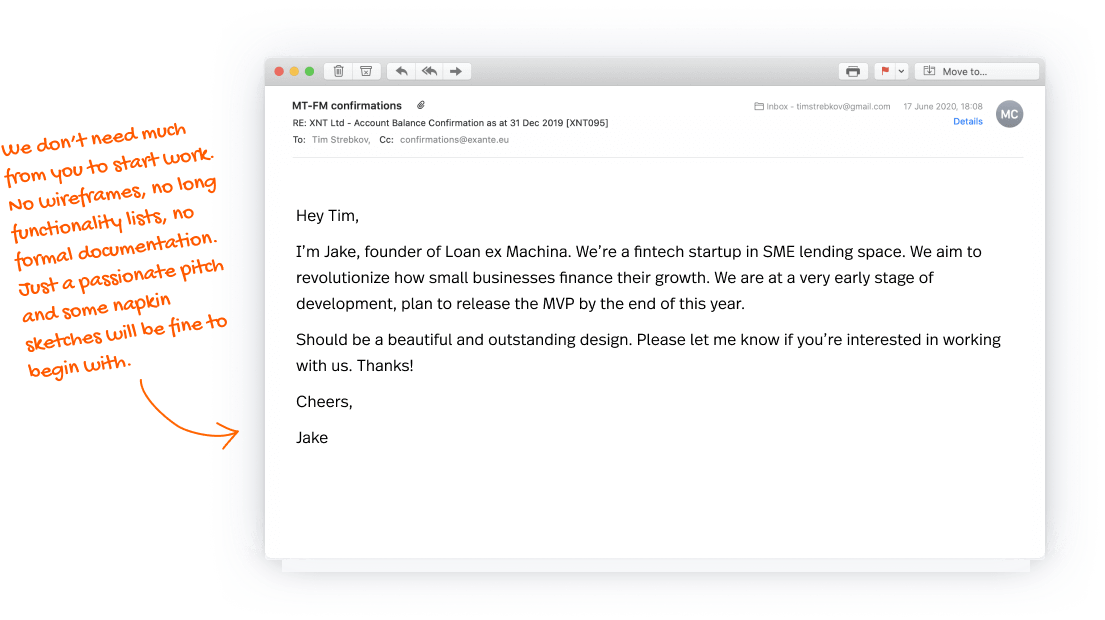 we don't need much
from you to start work.
No wireframes, no long
functionality lists, no
formal documentation.
Just a passionate pitch
and some napkin
sketches will be fine to
begin with.
Move to...
MT-FM confirmations
Inbox - timstrebkov@gmail.com 17 June 2020, 18:08
RE: XNT Ltd - Account Balance Confirmation as at 31 Dec 2019 [XNT095]
Details
MC
To: Tim Strebkov, Cc: confirmations@exante.eu
Hey Tim,
I'm Jake, founder of Loan ex Machina. We're a fintech startup in SME lending space. We aim to
revolutionize how small businesses finance their growth. We are at a very early stage of
development, plan to release the MVP by the end of this year.
Should be a beautiful and outstanding design. Please let me know if you're interested in working
with us. Thanks!
Cheers,
Jake